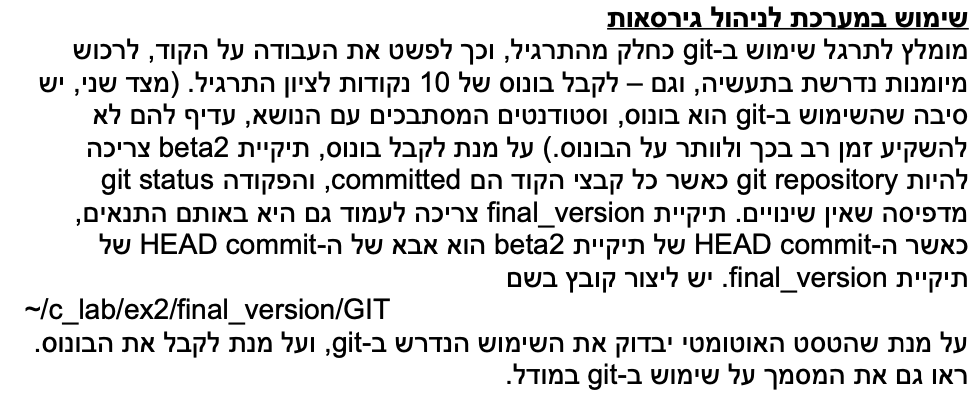 שימוש במערכת לניהול גירסאות
מומלץ לתרגל שימוש ב-git כחלק מהתרגיל, וכך לפשט את העבודה על הקוד, לרכוש
מיומנות נדרשת בתעשיה, וגם – לקבל בונוס של 10 נקודות לציון התרגיל. (מצד שני, יש
סיבה שהשימוש ב-git הוא בונוס, וסטודנטים המסתבכים עם הנושא, עדיף להם לא
להשקיע זמן רב בכך ולוותר על הבונוס.) על מנת לקבל בונוס, תיקיית beta2 צריכה
להיות git repository כאשר כל קבצי הקוד הם committed, והפקודה git status
מדפיסה שאין שינויים. תיקיית final_version צריכה לעמוד גם היא באותם התנאים,
כאשר ה-HEAD commit של תיקיית beta2 הוא אבא של ה-HEAD commit של
תיקיית final_version. יש ליצור קובץ בשם
~/c_lab/ex2/final_version/GIT
על מנת שהטסט האוטומטי יבדוק את השימוש הנדרש ב-git, ועל מנת לקבל את הבונוס.
ראו גם את המסמך על שימוש ב-git במודל.